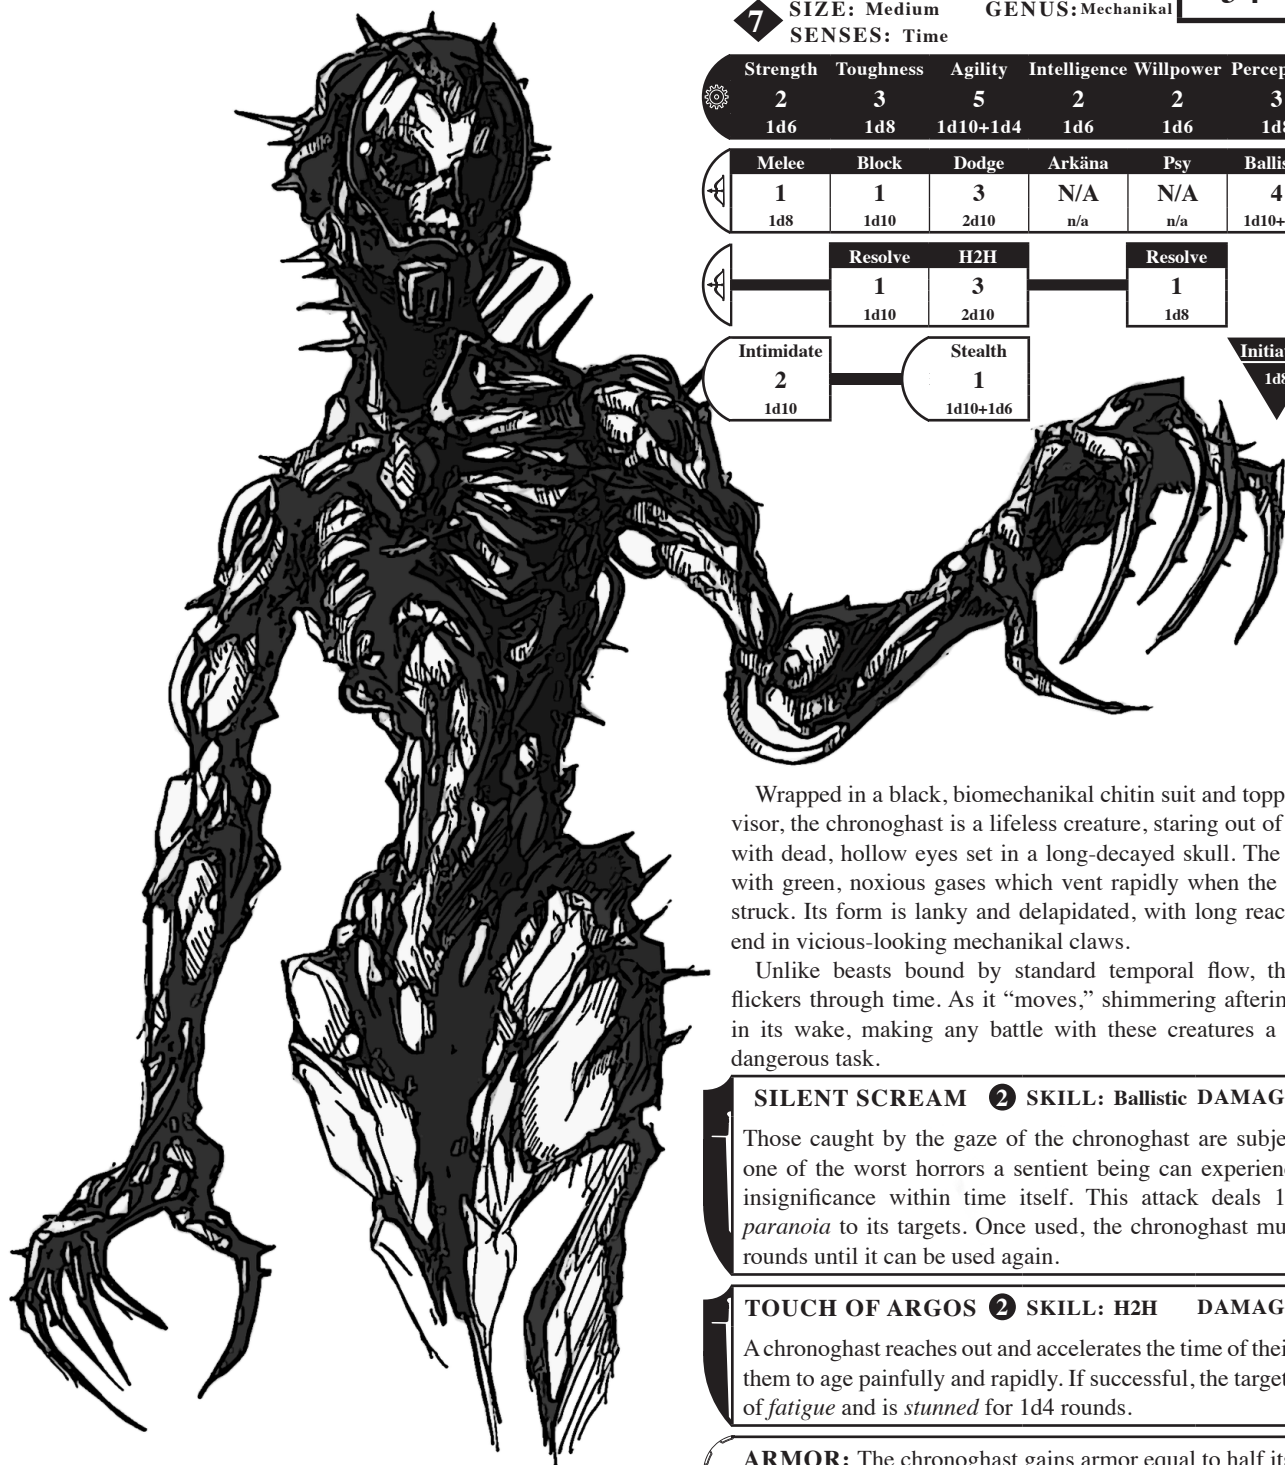 7 SIZE: Medium GENUS: Mechanikal
SENSES: Time
Strength Toughness Agility Intelligence Willpower Percep
2 3 5 2 2 3
1d6 1d8 1d10+1d4 1d6 1d6 1d8
Melee Block Dodge Arkäna Psy Ballis
1 1 3 N/A N/A 4
1d8 1d10 2d10 n/a n/a 1d10+
Resolve H2H Resolve
1 3 1
1d10 2d10 1d8
Intimidate Stealth Initia
2 1 1d8
1d10 1d10+1d6
Wrapped in a black, biomechanikal chitin suit and topp
visor, the chronoghast is a lifeless creature, staring out of
with dead, hollow eyes set in a long-decayed skull. The
with green, noxious gases which vent rapidly when the
struck. Its form is lanky and delapidated, with long reac
end in vicious-looking mechanikal claws.
Unlike beasts bound by standard temporal flow, th
flickers through time. As it “moves,” shimmering afterin
in its wake, making any battle with these creatures a
dangerous task.
SILENT SCREAM 2 SKILL: Ballistic DAMAG
Those caught by the gaze of the chronoghast are subje
one of the worst horrors a sentient being can experien
insignificance within time itself. This attack deals 1
paranoia to its targets. Once used, the chronoghast mu
rounds until it can be used again.
TOUCH OF ARGOS 2 SKILL: H2H DAMAG
A chronoghast reaches out and accelerates the time of thei
them to age painfully and rapidly. If successful, the target
of fatigue and is stunned for 1d4 rounds.
ARMOR: The chronoghast gains armor equal to half it